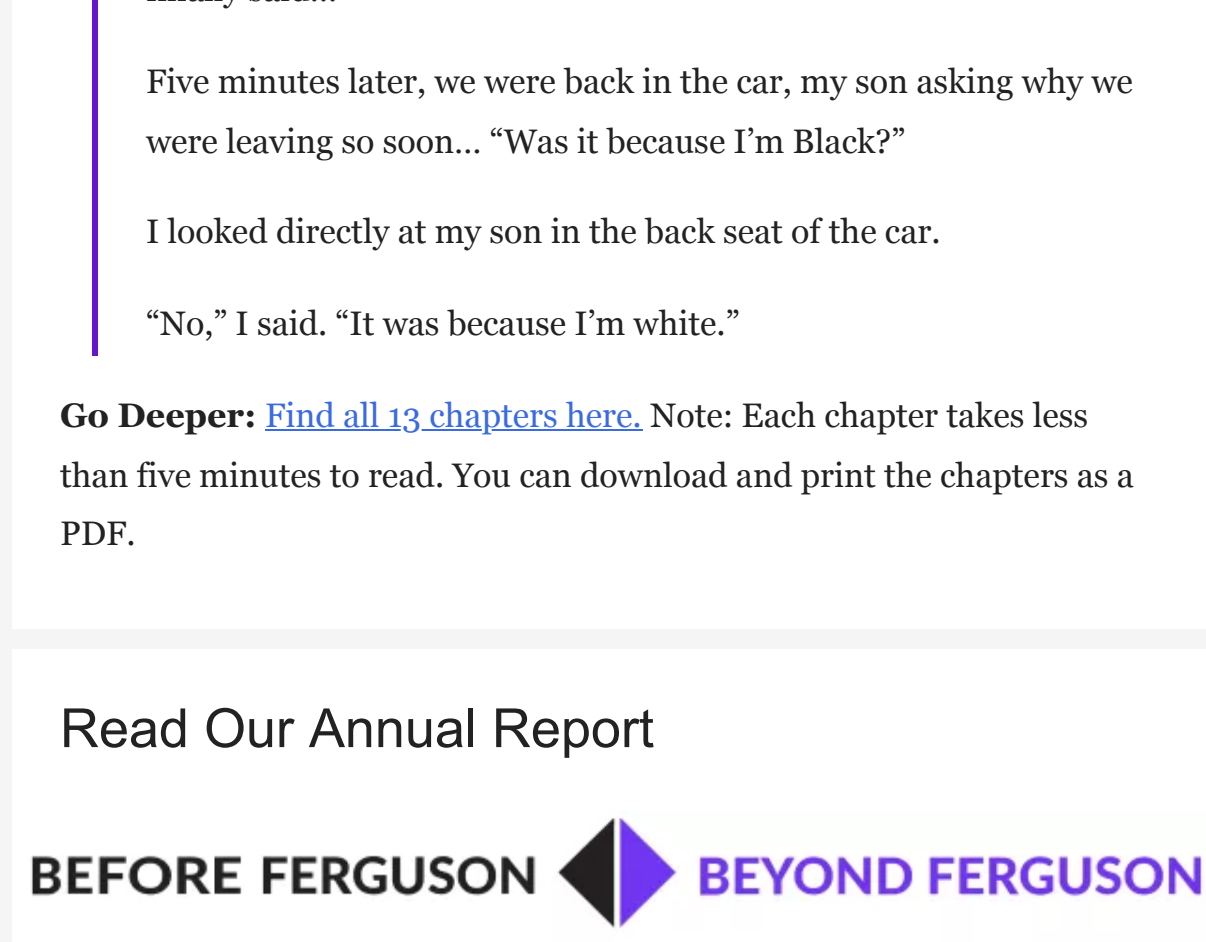 Five minutes later, we were back in the car, my son asking why we
were leaving so soon... “Was it because I’m Black?”
I looked directly at my son in the back seat of the car.
“No,” I said. “It was because I’m white.”
Go Deeper: Find all 13 chapters here. Note: Each chapter takes less
than five minutes to read. You can download and print the chapters as a
PDF.
Read Our Annual Report
BEFORE FERGUSON BEYOND FERGUSON